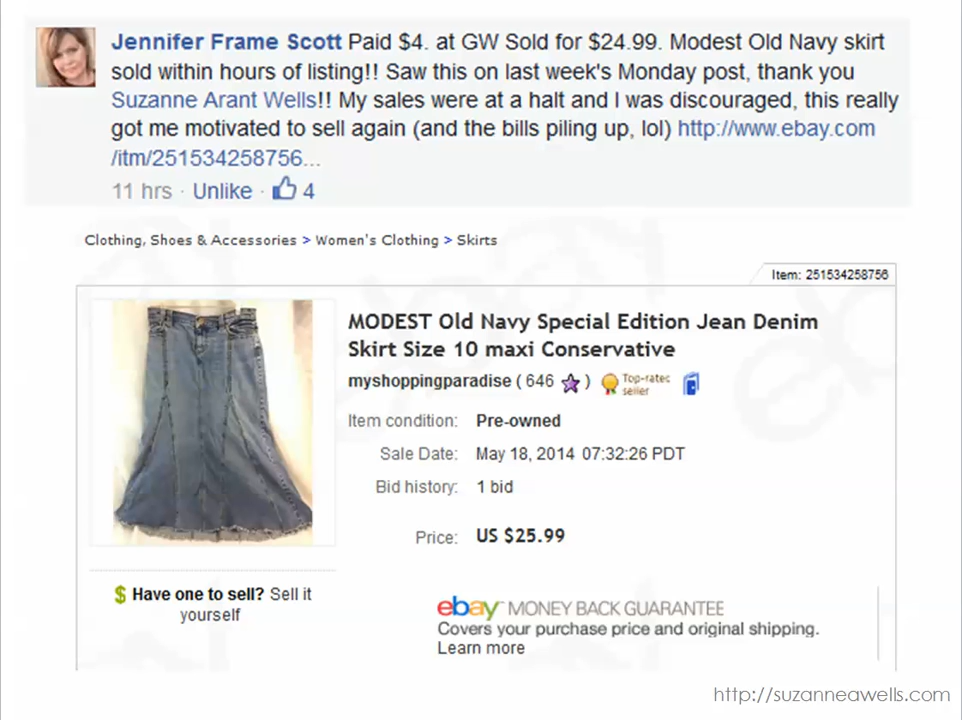 Jennifer Frame Scott Paid $4. at GW Sold for $24.99. Modest Old Navy skirt
sold within hours of listing!! Saw this on last week's Monday post, thank you
Suzanne Arant Wells!! My sales were at a halt and I was discouraged, this really
got me motivated to sell again (and the bills piling up, lol) http://www.ebay.com
/itm/251534258756...
11 hrs · Unlike · 4
Clothing, Shoes & Accessories > Women's Clothing > Skirts
Item: 251534258756
MODEST Old Navy Special Edition Jean Denim
Skirt Size 10 maxi Conservative
myshoppingparadise ( 646 )
Top-rated
seller
Item condition: Pre-owned
Sale Date: May 18, 2014 07:32:26 PDT
Bid history: 1 bid
Price: US $25.99
$ Have one to sell? Sell it
yourself
ebay MONEY BACK GUARANTEE
Covers your purchase price and original shipping.
Learn more
http://suzanneawells.com